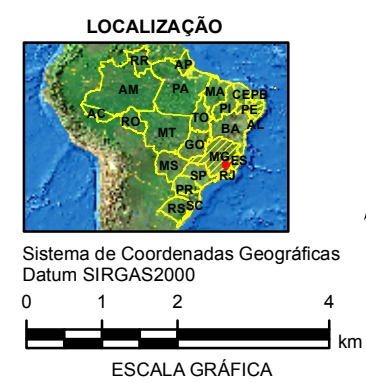 LOCALIZAÇÃO
RR AP
AM PA MA CE PB
PI PE
AC RO TO AL
MT BA
GO
MS MG ES
SP RJ
PR
RS SC
Sistema de Coordenadas Geográficas
Datum SIRGAS2000
0 1 2 4
km
ESCALA GRÁFICA